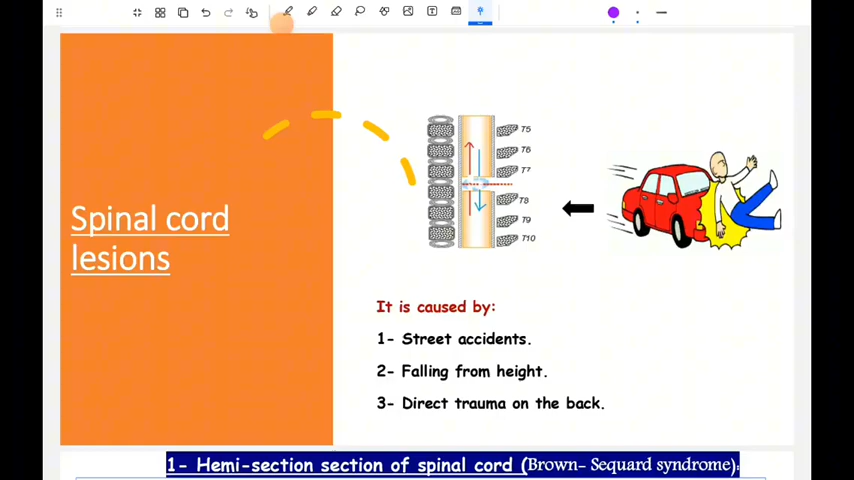 Spinal cord
lesions
T5
T6
T7
T8
T9
T10
It is caused by:
1- Street accidents.
2- Falling from height.
3- Direct trauma on the back.
1- Hemi-section section of spinal cord (Brown- Sequard syndrome):